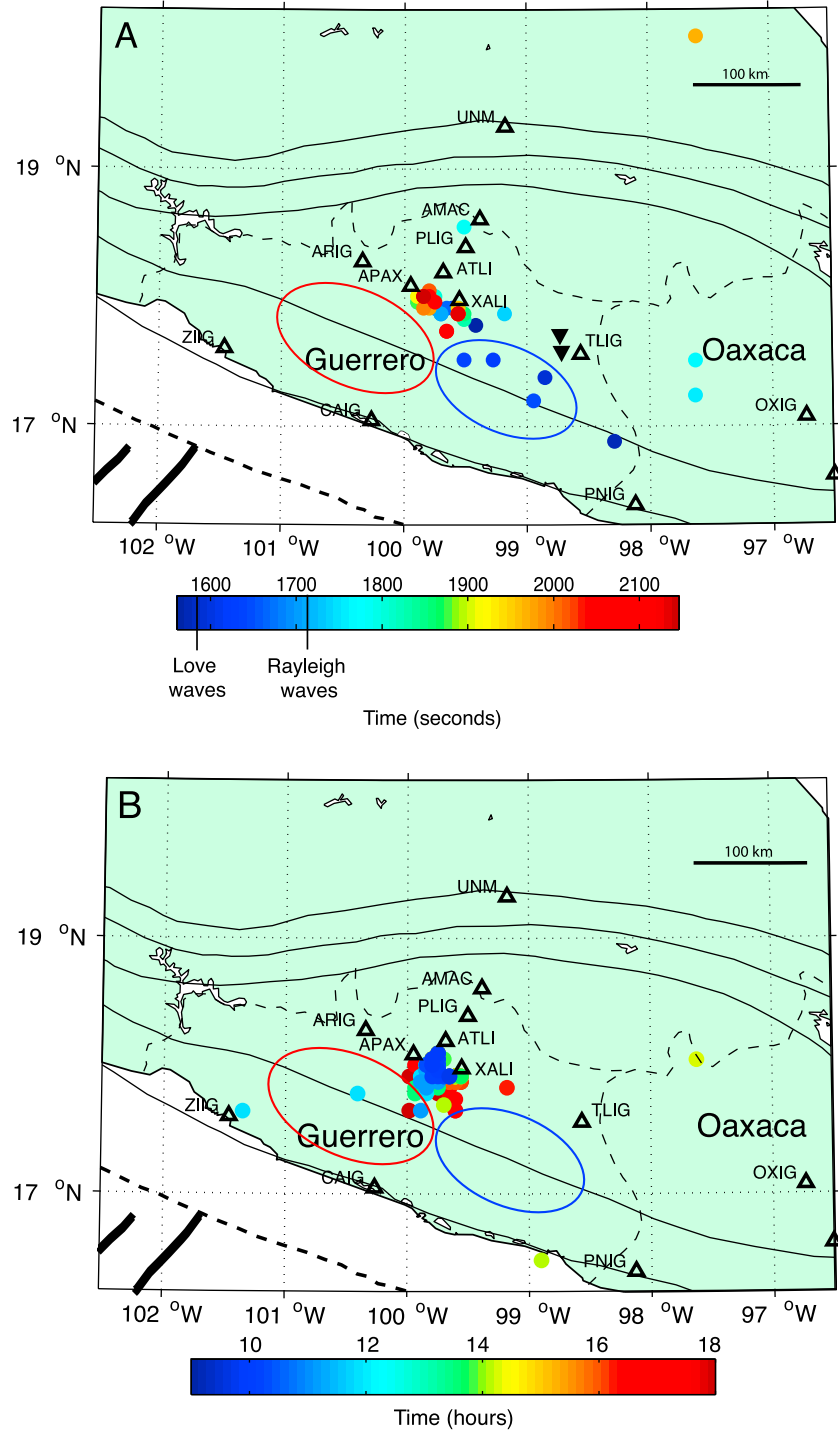 A
100 km
UNM
19 °N
AMAC
PLIG
ARIG
ATLI
APAX
XALI
ZIIG
TLIG
Guerrero
Oaxaca
CAIG
OXIG
17 °N
PNIG
102 °W 101 °W 100 °W 99 °W 98 °W 97 °W
1600 1700 1800 1900 2000 2100
Love waves
Rayleigh waves
Time (seconds)
B
100 km
UNM
19 °N
AMAC
PLIG
ARIG
ATLI
APAX
XALI
ZIIG
TLIG
Guerrero
Oaxaca
CAIG
OXIG
17 °N
PNIG
102 °W 101 °W 100 °W 99 °W 98 °W 97 °W
10 12 14 16 18
Time (hours)